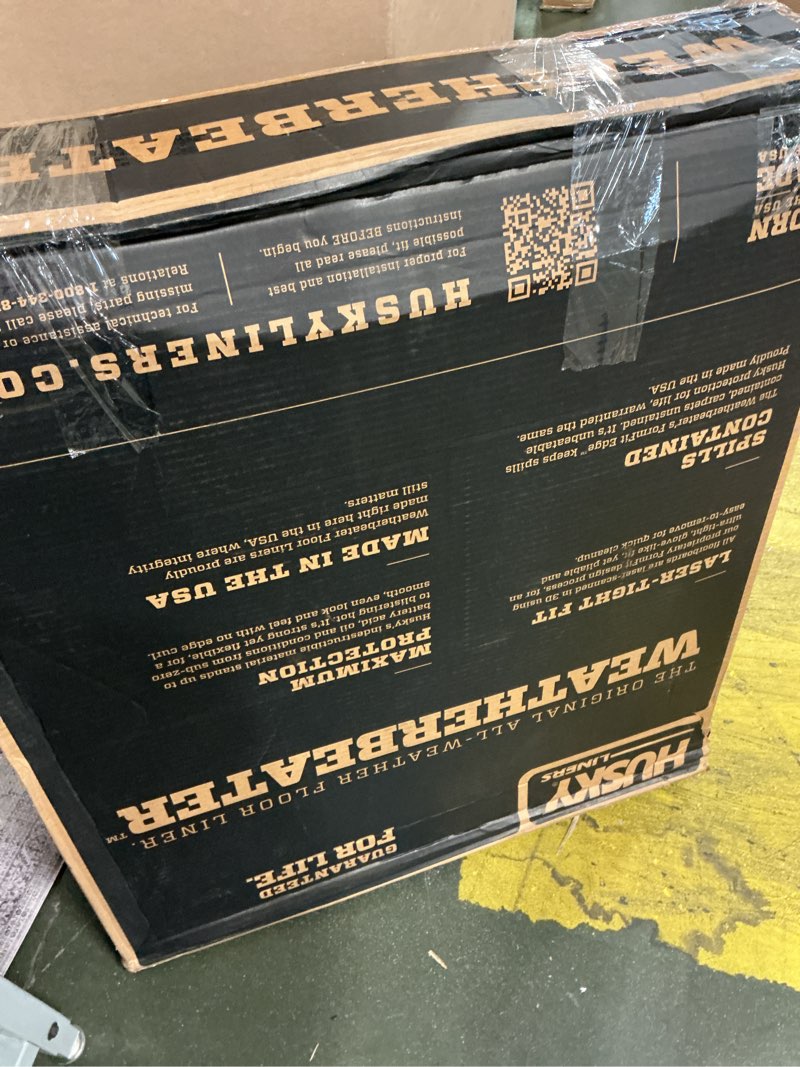 HUSKY
LINERS
GUARANTEED
FOR LIFE.
THE ORIGINAL ALL-WEATHER FLOOR LINER.™
WEATHERBEATER
LASER-TIGHT FIT
All floorboards are laser-scanned in 3D using
our proprietary FormFit design process, for an
ultra-tight, glove-like fit, yet pliable and
easy-to-remove for quick cleanup.
MAXIMUM
PROTECTION
Husky's indestructible material stands up to
battery acid, oil and conditions from sub-zero
to blistering hot. It's strong yet flexible, for a
smooth, even look and feel with no edge curl.
SPILLS
CONTAINED
The Weatherbeater's FormFit Edge™ keeps spills
contained, carpets unstained. It's unbeatable
Husky protection for life, warrantied the same.
Proudly made in the USA.
MADE IN THE USA
Weatherbeater Floor Liners are proudly
made right here in the USA, where integrity
still matters.
HUSKYLINERS.CO
For proper installation and best
possible fit, please read all
instructions BEFORE you begin.
For technical assistance or
missing parts, please call
Relations at 1-800-344-8
ORN
USA
WE HERBEATE